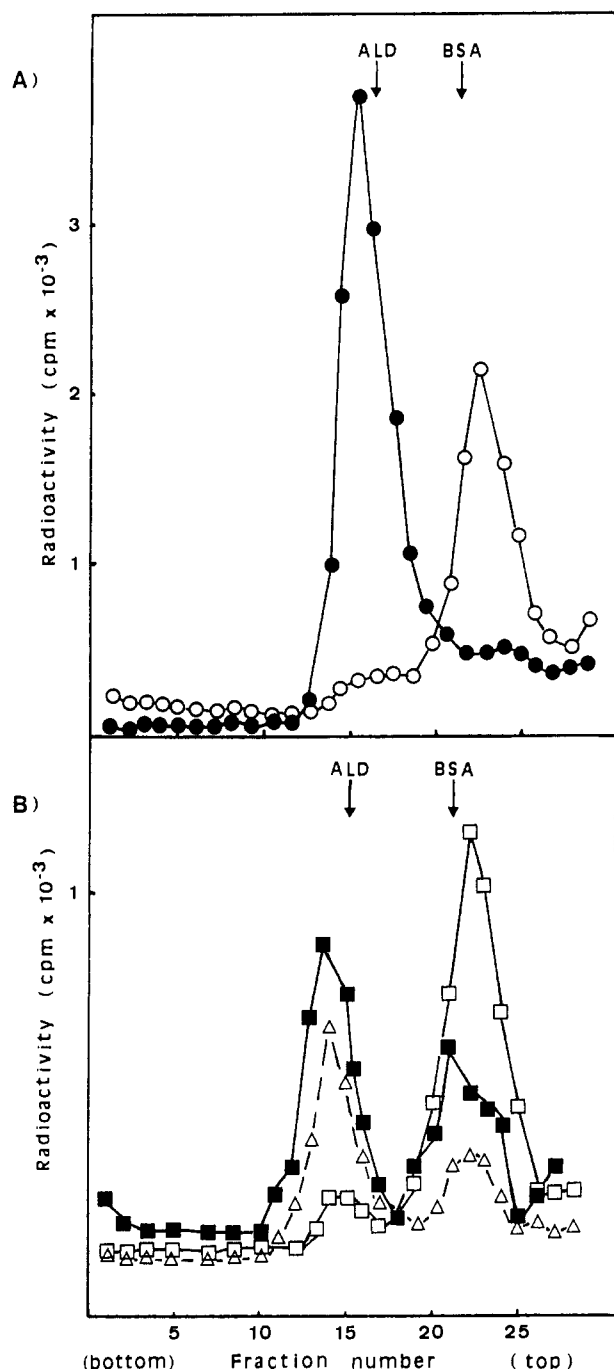 A)
ALD BSA
3
2
1
Radioactivity (cpm x 10-3)
B)
ALD BSA
1
Radioactivity (cpm x 10-3)
5 10 15 20 25
(bottom) Fraction number (top)